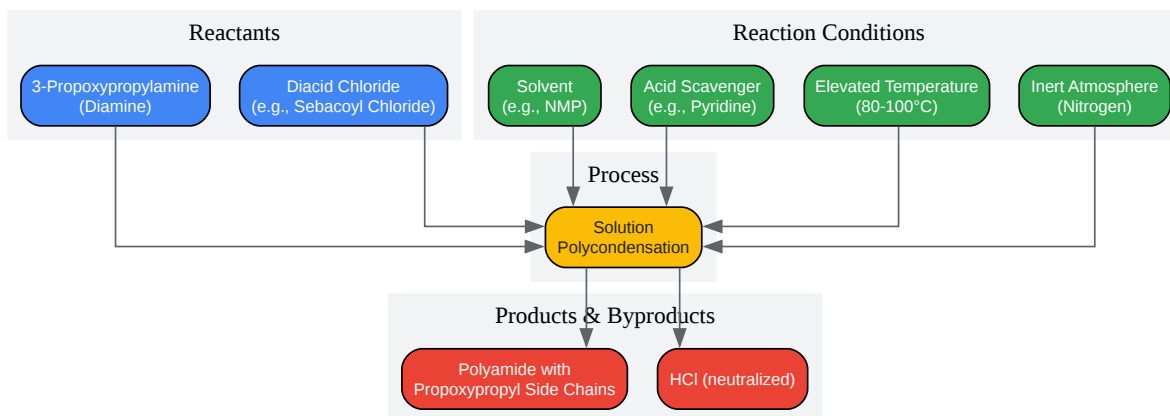 Reactants
Reaction Conditions
3-Propoxypropylamine
(Diamine)
Diacid Chloride
(e.g., Sebacoyl Chloride)
Solvent
(e.g., NMP)
Acid Scavenger
(e.g., Pyridine)
Elevated Temperature
(80-100°C)
Inert Atmosphere
(Nitrogen)
Process
Solution
Polycondensation
Products & Byproducts
Polyamide with
Propoxypropyl Side Chains
HCl (neutralized)